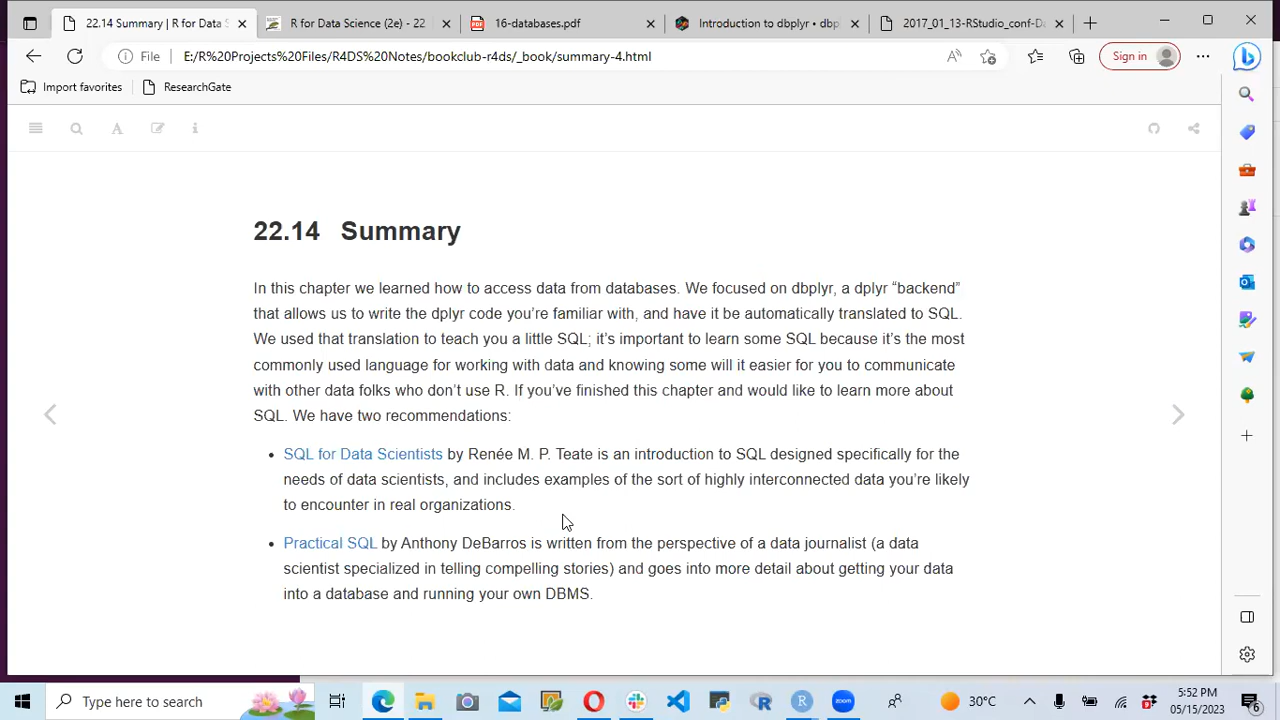 22.14 Summary | R for Data S
R for Data Science (2e) - 22
16-databases.pdf
Introduction to dbplyr • dbp
2017_01_13-RStudio_conf-Da
File
E:/R%20Projects%20Files/R4DS%20Notes/bookclub-r4ds/_book/summary-4.html
Sign in
Import favorites
ResearchGate
22.14 Summary
In this chapter we learned how to access data from databases. We focused on dbplyr, a dplyr “backend”
that allows us to write the dplyr code you’re familiar with, and have it be automatically translated to SQL.
We used that translation to teach you a little SQL; it’s important to learn some SQL because it’s the most
commonly used language for working with data and knowing some will it easier for you to communicate
with other data folks who don’t use R. If you’ve finished this chapter and would like to learn more about
SQL. We have two recommendations:
• SQL for Data Scientists by Renée M. P. Teate is an introduction to SQL designed specifically for the
needs of data scientists, and includes examples of the sort of highly interconnected data you’re likely
to encounter in real organizations.
• Practical SQL by Anthony DeBarros is written from the perspective of a data journalist (a data
scientist specialized in telling compelling stories) and goes into more detail about getting your data
into a database and running your own DBMS.
Type here to search
zoom
30°C
5:52 PM
05/15/2023
6